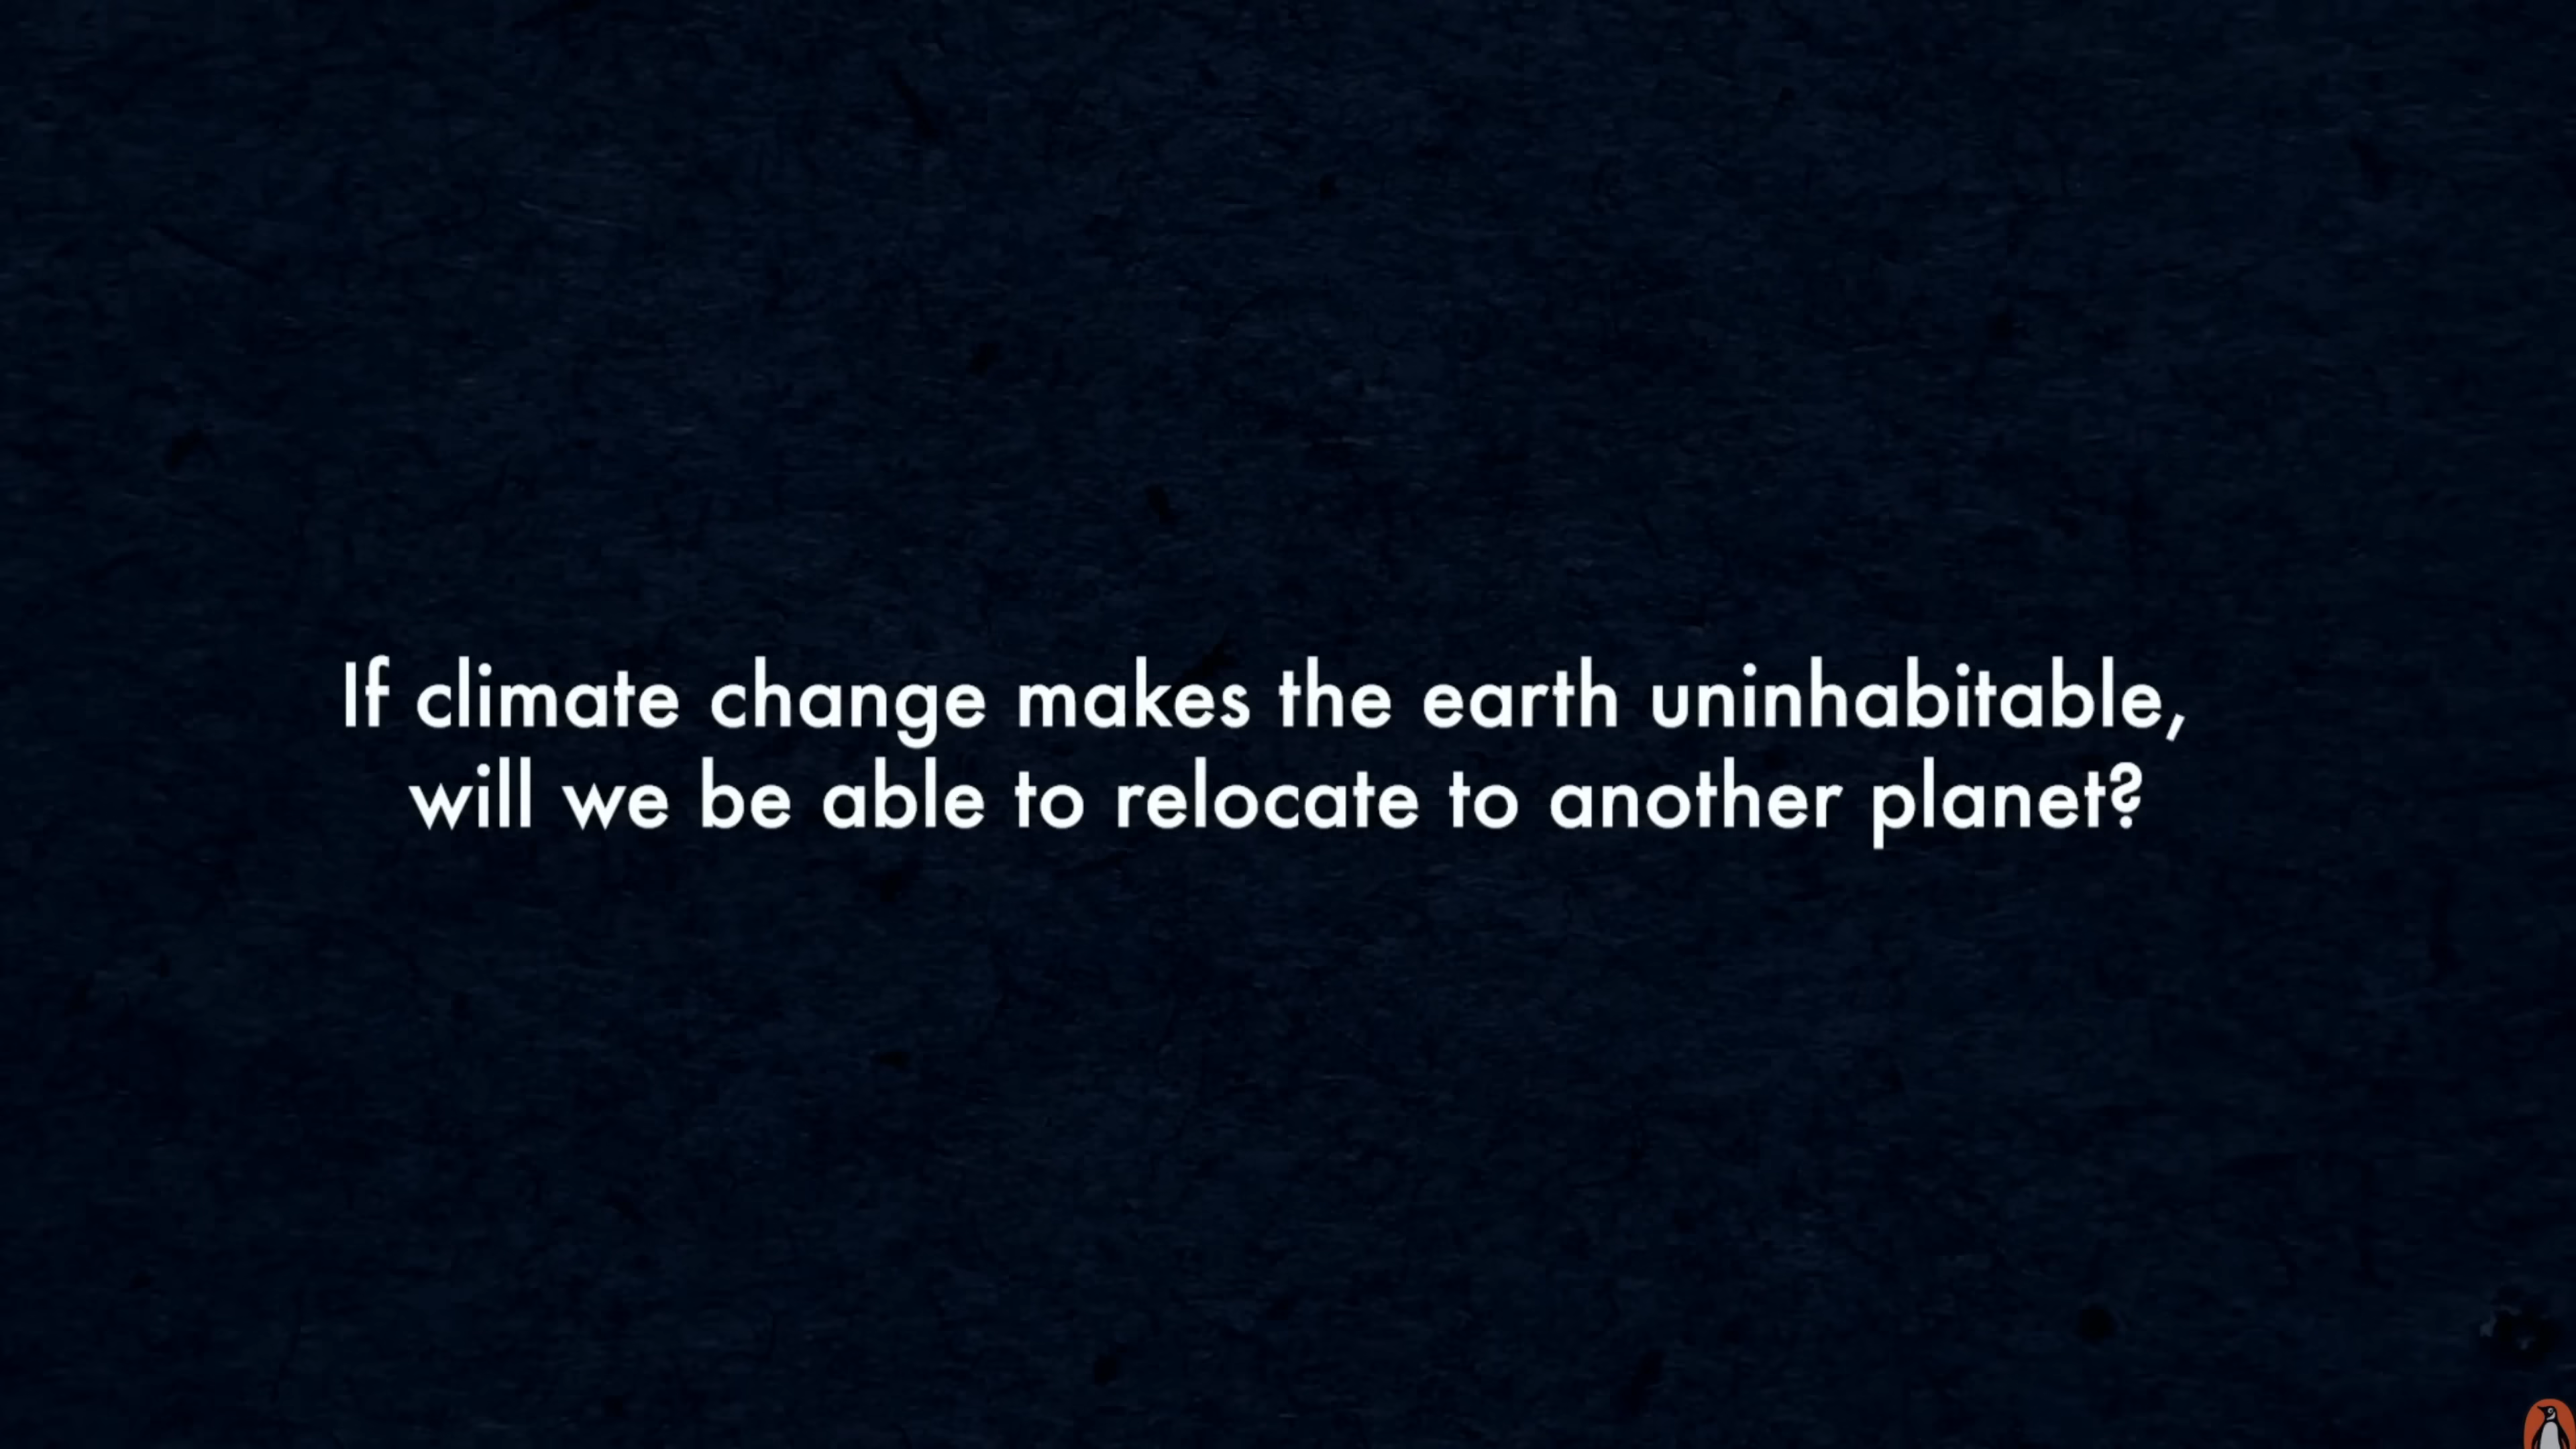 If climate change makes the earth uninhabitable,
will we be able to relocate to another planet?